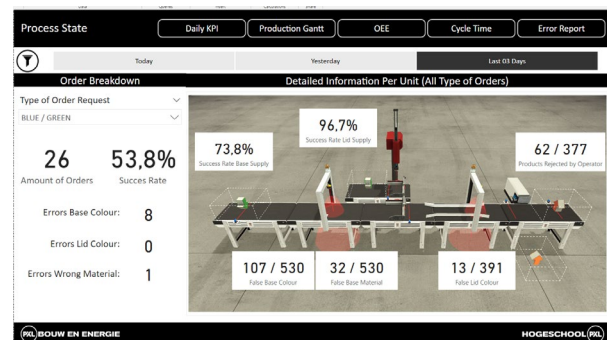 Process State
Daily KPI
Production Gantt
OEE
Cycle Time
Error Report
Today
Yesterday
Last 03 Days
Order Breakdown
Detailed Information Per Unit (All Type of Orders)
Type of Order Request
BLUE / GREEN
26
Amount of Orders
53,8%
Succes Rate
Errors Base Colour: 8
Errors Lid Colour: 0
Errors Wrong Material: 1
96,7%
Success Rate Lid Supply
73,8%
Success Rate Base Supply
62 / 377
Products Rejected by Operator
107 / 530
False Base Colour
32 / 530
False Base Material
13 / 391
False Lid Colour
PXL BOUW EN ENERGIE
HOGESCHOOL PXL